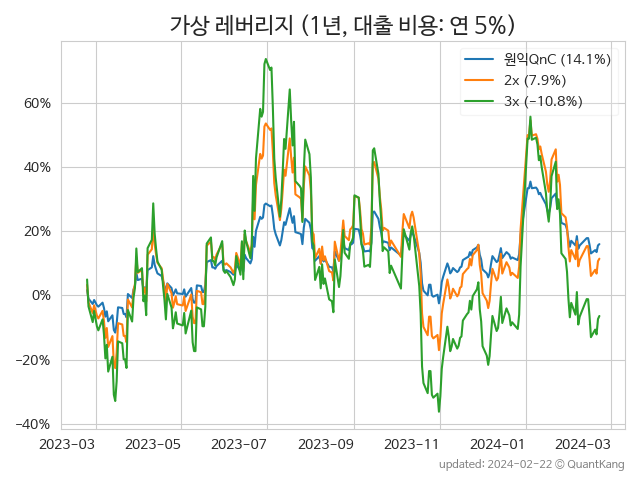 가상 레버리지 (1년, 대출 비용: 연 5%)
원익QnC (14.1%)
2x (7.9%)
3x (−10.8%)
60%
40%
20%
0%
−20%
−40%
2023-03 2023-05 2023-07 2023-09 2023-11 2024-01 2024-03
updated: 2024-02-22 © QuantKang